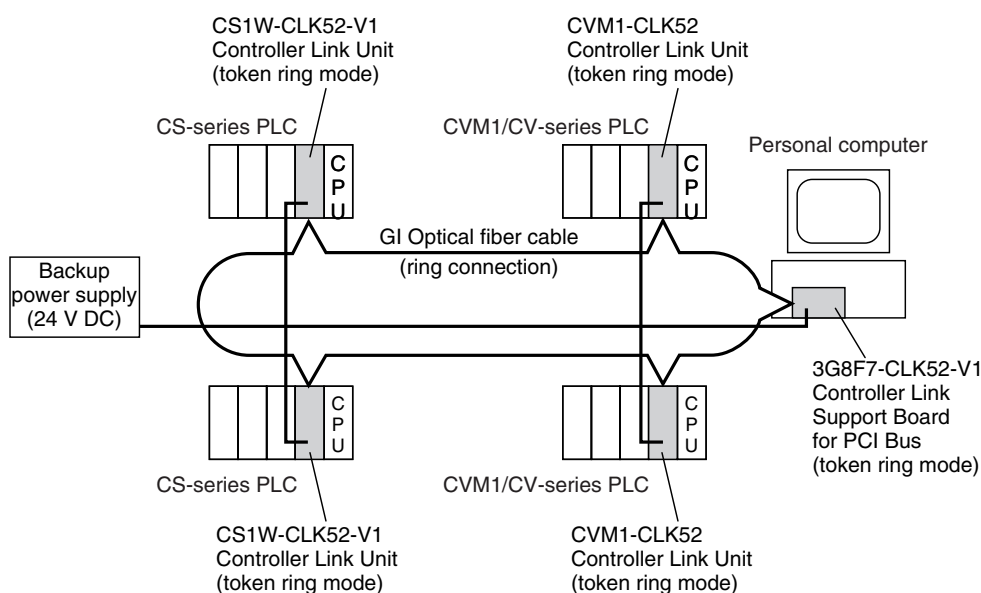 CS1W-CLK52-V1
Controller Link Unit
(token ring mode)
CVM1-CLK52
Controller Link Unit
(token ring mode)
CS-series PLC
CVM1/CV-series PLC
Personal computer
C
P
U
C
P
U
GI Optical fiber cable
(ring connection)
Backup
power supply
(24 V DC)
3G8F7-CLK52-V1
Controller Link
Support Board
for PCI Bus
(token ring mode)
C
P
U
C
P
U
CS-series PLC
CVM1/CV-series PLC
CS1W-CLK52-V1
Controller Link Unit
(token ring mode)
CVM1-CLK52
Controller Link Unit
(token ring mode)